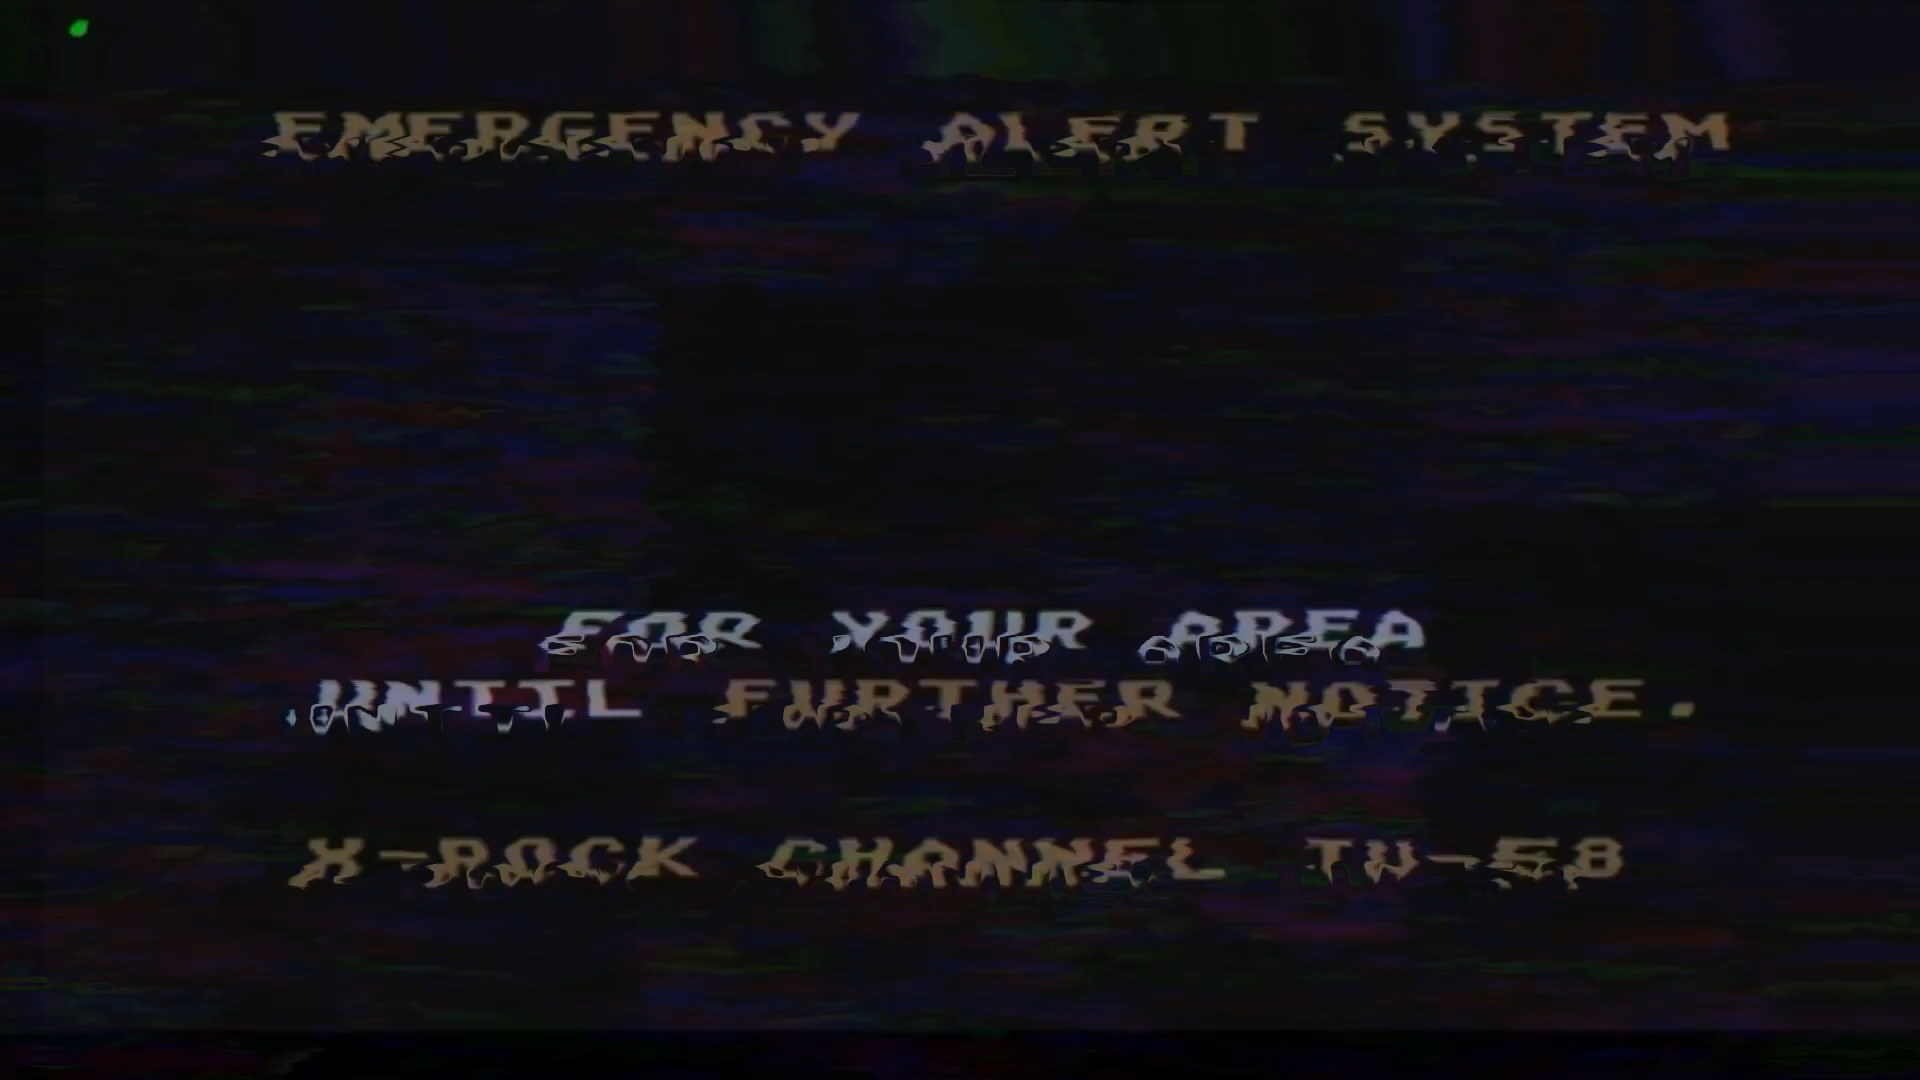 EMERGENCY ALERT SYSTEM
FOR YOUR AREA
UNTIL FURTHER NOTICE.
X-ROCK CHANNEL TV-58